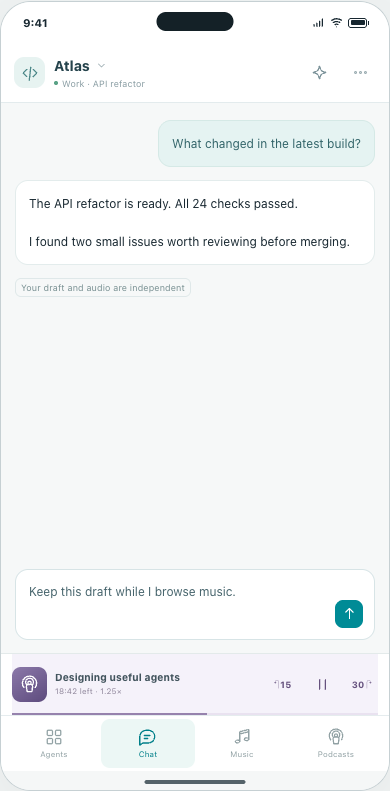 9:41
Atlas
Work · API refactor
What changed in the latest build?
The API refactor is ready. All 24 checks passed.
I found two small issues worth reviewing before merging.
Your draft and audio are independent
Keep this draft while I browse music.
Designing useful agents
18:42 left · 1.25×
15
30
Agents
Chat
Music
Podcasts